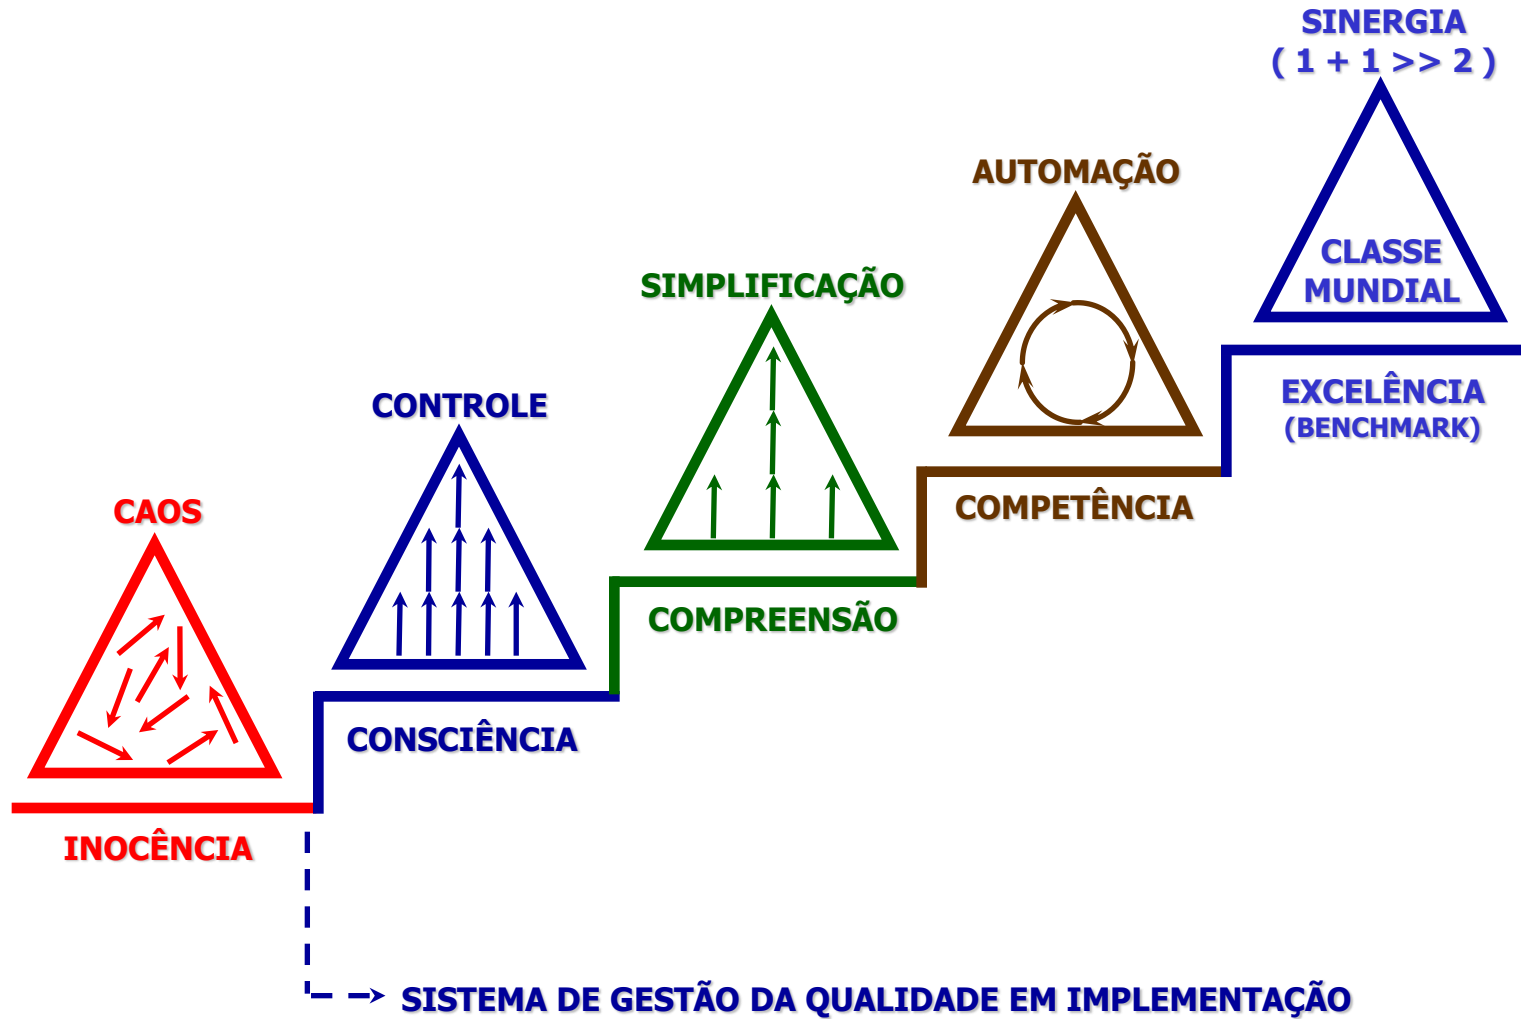 SINERGIA
( 1 + 1 >> 2 )
CLASSE
MUNDIAL
EXCELÊNCIA
(BENCHMARK)
AUTOMAÇÃO
COMPETÊNCIA
SIMPLIFICAÇÃO
COMPREENSÃO
CONTROLE
CONSCIÊNCIA
CAOS
INOCÊNCIA
SISTEMA DE GESTÃO DA QUALIDADE EM IMPLEMENTAÇÃO